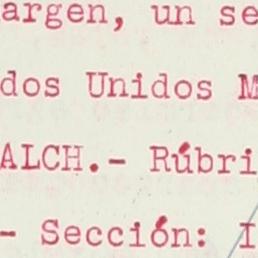 argen, un se
dos Unidos M
ALCH.- Rúbri
- Sección: I